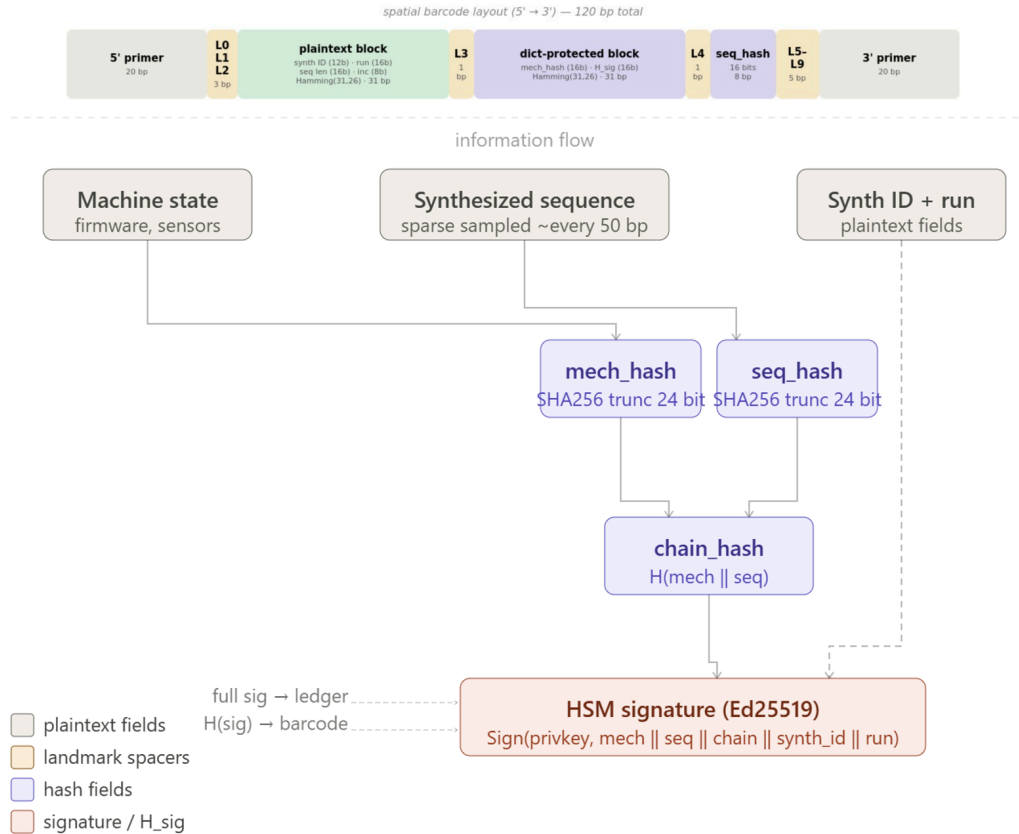 spatial barcode layout (5' → 3') — 120 bp total
5' primer
20 bp
L0
L1
L2
3 bp
plaintext block
synth ID (12b) · run (16b)
seq len (16b) · inc (8b)
Hamming(31,26) · 31 bp
L3
1
bp
dict-protected block
mech_hash (16b) · H_sig (16b)
Hamming(31,26) · 31 bp
L4
1
bp
seq_hash
16 bits
8 bp
L5–
L9
5 bp
3' primer
20 bp
information flow
Machine state
firmware, sensors
Synthesized sequence
sparse sampled ~every 50 bp
Synth ID + run
plaintext fields
mech_hash
SHA256 trunc 24 bit
seq_hash
SHA256 trunc 24 bit
chain_hash
H(mech || seq)
full sig → ledger
H(sig) → barcode
HSM signature (Ed25519)
Sign(privkey, mech || seq || chain || synth_id || run)
plaintext fields
landmark spacers
hash fields
signature / H_sig